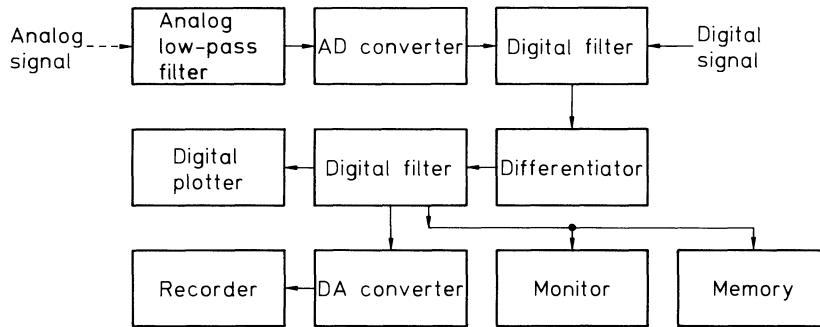 Analog
signal
Analog
low-pass
filter
AD converter
Digital filter
Digital
signal
Digital
plotter
Digital filter
Differentiator
Recorder
DA converter
Monitor
Memory